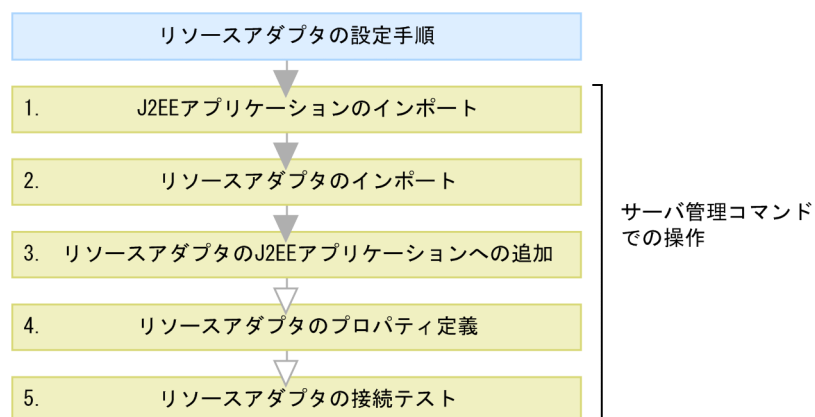 リソースアダプタの設定手順
1. J2EEアプリケーションのインポート
2. リソースアダプタのインポート
3. リソースアダプタのJ2EEアプリケーションへの追加
4. リソースアダプタのプロパティ定義
5. リソースアダプタの接続テスト
サーバ管理コマンド
での操作